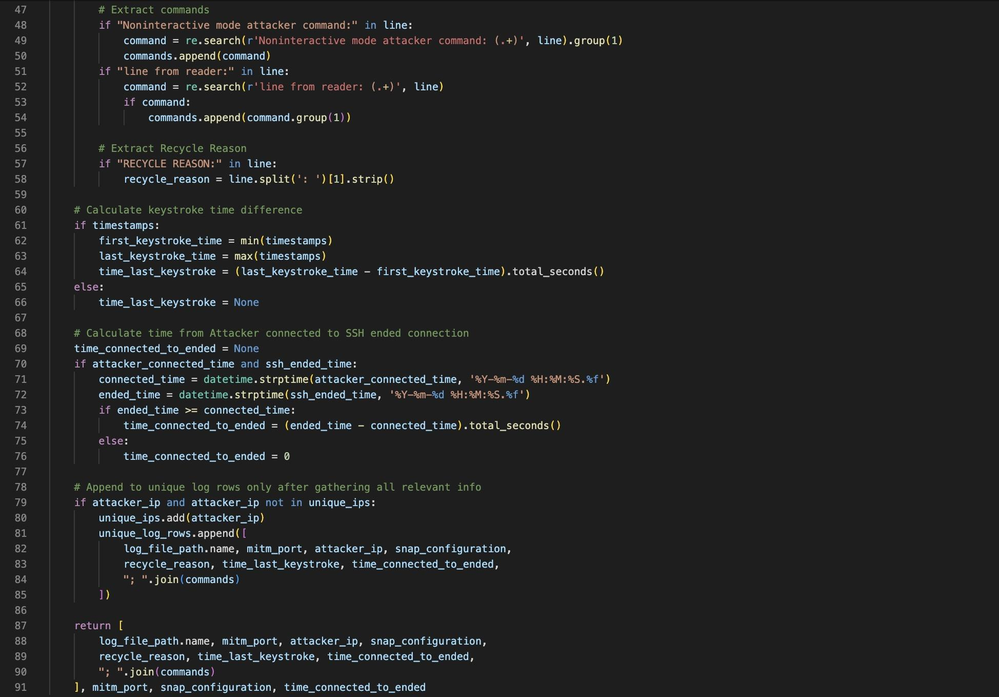 47 # Extract commands
48 if "Noninteractive mode attacker command:" in line:
49 command = re.search(r'Noninteractive mode attacker command: (.+)', line).group(1)
50 commands.append(command)
51 if "line from reader:" in line:
52 command = re.search(r'line from reader: (.+)', line)
53 if command:
54 commands.append(command.group(1))
55
56 # Extract Recycle Reason
57 if "RECYCLE REASON:" in line:
58 recycle_reason = line.split(': ')[1].strip()
59
60 # Calculate keystroke time difference
61 if timestamps:
62 first_keystroke_time = min(timestamps)
63 last_keystroke_time = max(timestamps)
64 time_last_keystroke = (last_keystroke_time - first_keystroke_time).total_seconds()
65 else:
66 time_last_keystroke = None
67
68 # Calculate time from Attacker connected to SSH ended connection
69 time_connected_to_ended = None
70 if attacker_connected_time and ssh_ended_time:
71 connected_time = datetime.strptime(attacker_connected_time, '%Y-%m-%d %H:%M:%S.%f')
72 ended_time = datetime.strptime(ssh_ended_time, '%Y-%m-%d %H:%M:%S.%f')
73 if ended_time >= connected_time:
74 time_connected_to_ended = (ended_time - connected_time).total_seconds()
75 else:
76 time_connected_to_ended = 0
77
78 # Append to unique log rows only after gathering all relevant info
79 if attacker_ip and attacker_ip not in unique_ips:
80 unique_ips.add(attacker_ip)
81 unique_log_rows.append([
82 log_file_path.name, mitm_port, attacker_ip, snap_configuration,
83 recycle_reason, time_last_keystroke, time_connected_to_ended,
84 "; ".join(commands)
85 ])
86
87 return [
88 log_file_path.name, mitm_port, attacker_ip, snap_configuration,
89 recycle_reason, time_last_keystroke, time_connected_to_ended,
90 "; ".join(commands)
91 ], mitm_port, snap_configuration, time_connected_to_ended